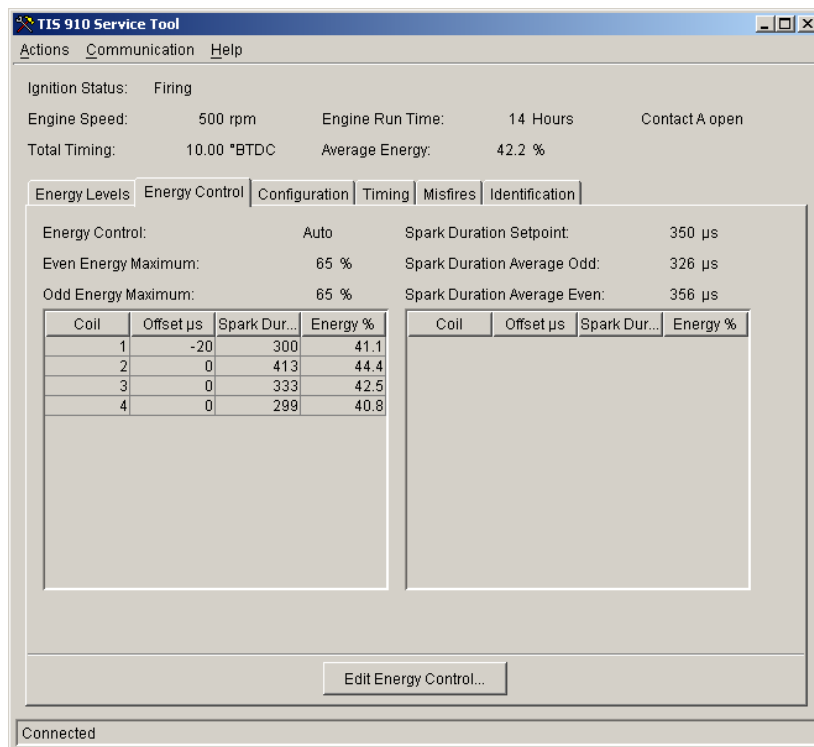 TIS 910 Service Tool
Actions Communication Help
Ignition Status: Firing
Engine Speed: 500 rpm Engine Run Time: 14 Hours Contact A open
Total Timing: 10.00 °BTDC Average Energy: 42.2 %
Energy Levels Energy Control Configuration Timing Misfires Identification
Energy Control: Auto Spark Duration Setpoint: 350 µs
Even Energy Maximum: 65 % Spark Duration Average Odd: 326 µs
Odd Energy Maximum: 65 % Spark Duration Average Even: 356 µs
Coil Offset µs Spark Dur... Energy % Coil Offset µs Spark Dur... Energy %
1 -20 300 41.1
2 0 413 44.4
3 0 333 42.5
4 0 299 40.8
Edit Energy Control...
Connected